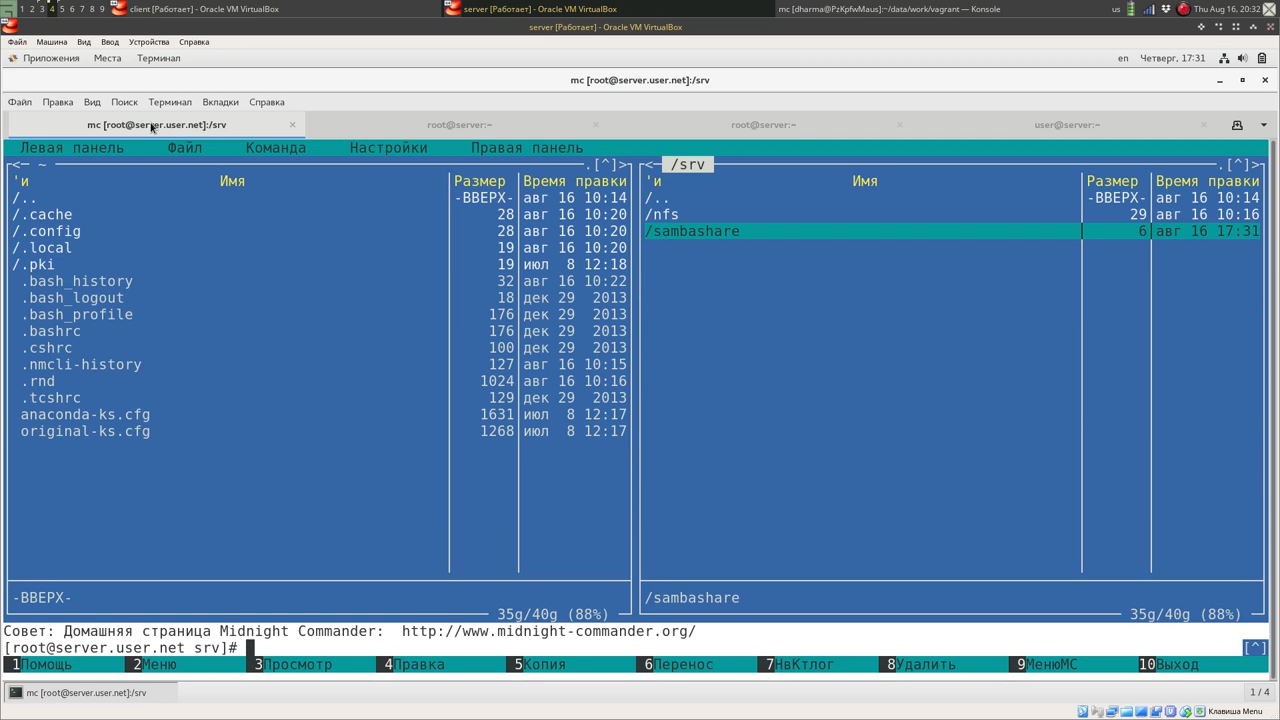 1 2 3 4 5 6 7 8 9 client [Работает] - Oracle VM VirtualBox server [Работает] - Oracle VM VirtualBox mc [dharma@PzKpfwMaus]:~/data/work/vagrant — Konsole us Thu Aug 16, 20:32
server [Работает] - Oracle VM VirtualBox
Файл Машина Вид Ввод Устройства Справка
Приложения Места Терминал en Четверг, 17:31
mc [root@server.user.net]:/srv
Файл Правка Вид Поиск Терминал Вкладки Справка
mc [root@server.user.net]:/srv × root@server:~ × root@server:~ × user@server:~ ×
Левая панель Файл Команда Настройки Правая панель
<— ~ .[^]> <— /srv .[^]>
'и Имя Размер Время правки 'и Имя Размер Время правки
/.. -ВВЕРХ- авг 16 10:14 /.. -ВВЕРХ- авг 16 10:14
/.cache 28 авг 16 10:20 /nfs 29 авг 16 10:16
/.config 28 авг 16 10:20 /sambashare 6 авг 16 17:31
/.local 19 авг 16 10:20
/.pki 19 июл 8 12:18
.bash_history 32 авг 16 10:22
.bash_logout 18 дек 29 2013
.bash_profile 176 дек 29 2013
.bashrc 176 дек 29 2013
.cshrc 100 дек 29 2013
.nmcli-history 127 авг 16 10:15
.rnd 1024 авг 16 10:16
.tcshrc 129 дек 29 2013
anaconda-ks.cfg 1631 июл 8 12:17
original-ks.cfg 1268 июл 8 12:17
-ВВЕРХ- /sambashare
35g/40g (88%) 35g/40g (88%)
Совет: Домашняя страница Midnight Commander: http://www.midnight-commander.org/
[root@server.user.net srv]# [^]
1Помощь 2Меню 3Просмотр 4Правка 5Копия 6Перенос 7НвКтлог 8Удалить 9МенюМС 10Выход
mc [root@server.user.net]:/srv 1 / 4
Клавиша Menu